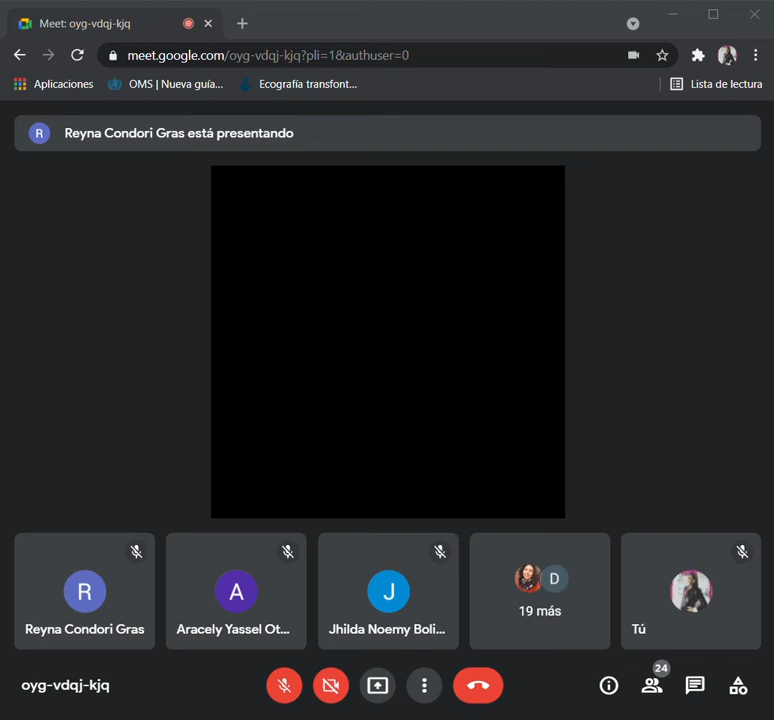 Meet: oyg-vdqj-kjq
meet.google.com/oyg-vdqj-kjq?pli=1&authuser=0
Aplicaciones
OMS | Nueva guía...
Ecografía transfont...
Lista de lectura
R
Reyna Condori Gras está presentando
R
Reyna Condori Gras
A
Aracely Yassel Ot...
J
Jhilda Noemy Boli...
D
19 más
Tú
oyg-vdqj-kjq
24